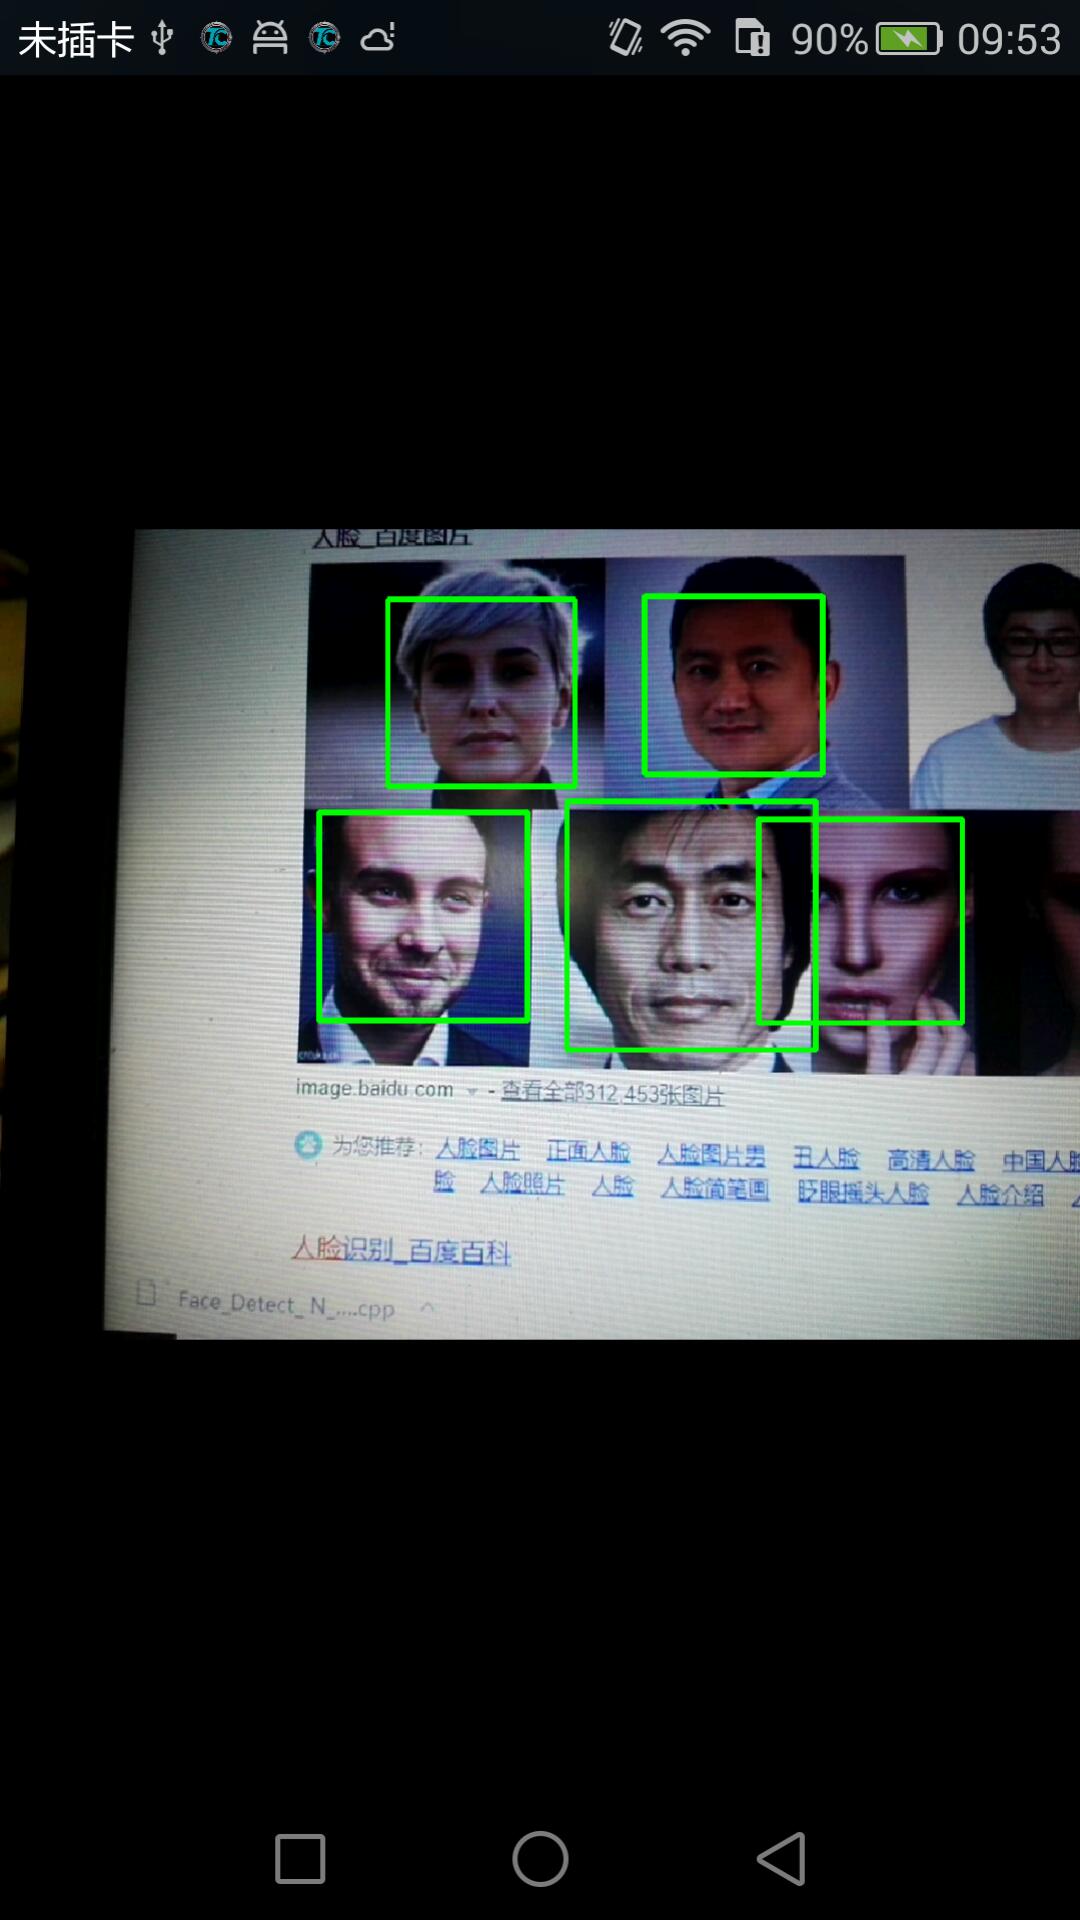 未插卡 90% 09:53
人脸_百度图片
image.baidu.com - 查看全部312,453张图片
为您推荐: 人脸图片 正面人脸 人脸图片男 丑人脸 高清人脸 中国人脸
脸 人脸照片 人脸 人脸简笔画 眨眼摇头人脸 人脸介绍
人脸识别_百度百科
Face_Detect_ N_....cpp